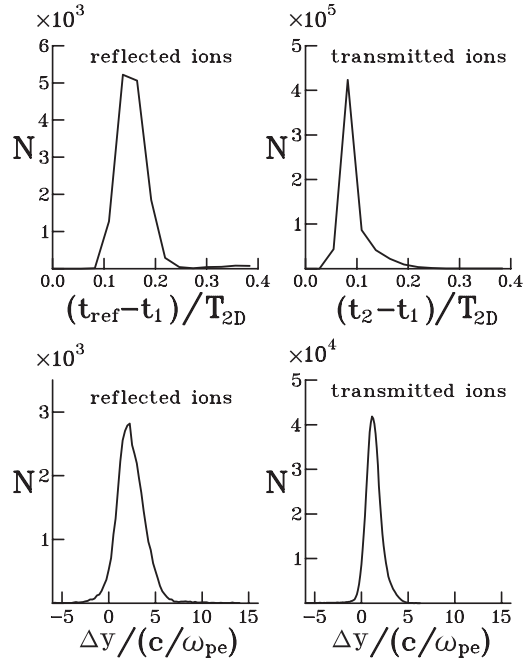 ×10³ ×10⁵
6 5
reflected ions transmitted ions
5 4
4
N 3 N 3
2 2
1 1
0.0 0.1 0.2 0.3 0.4 0.0 0.1 0.2 0.3 0.4
(t_ref−t_1)/T_2D (t_2−t_1)/T_2D
×10³ ×10⁴
5
reflected ions transmitted ions
3 4
N 2 N 3
2
1 1
−5 0 5 10 15 −5 0 5 10 15
Δy/(c/ω_pe) Δy/(c/ω_pe)